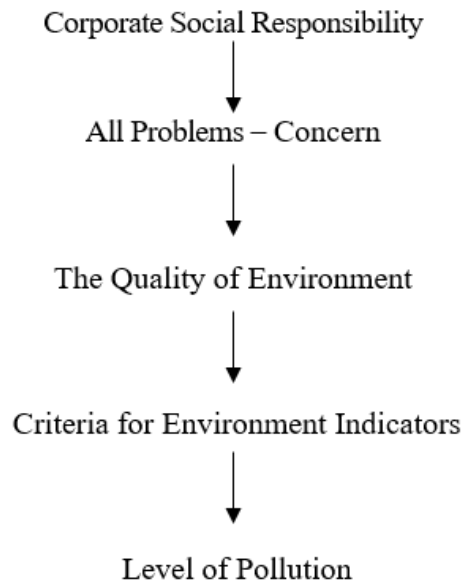 Corporate Social Responsibility
All Problems – Concern
The Quality of Environment
Criteria for Environment Indicators
Level of Pollution